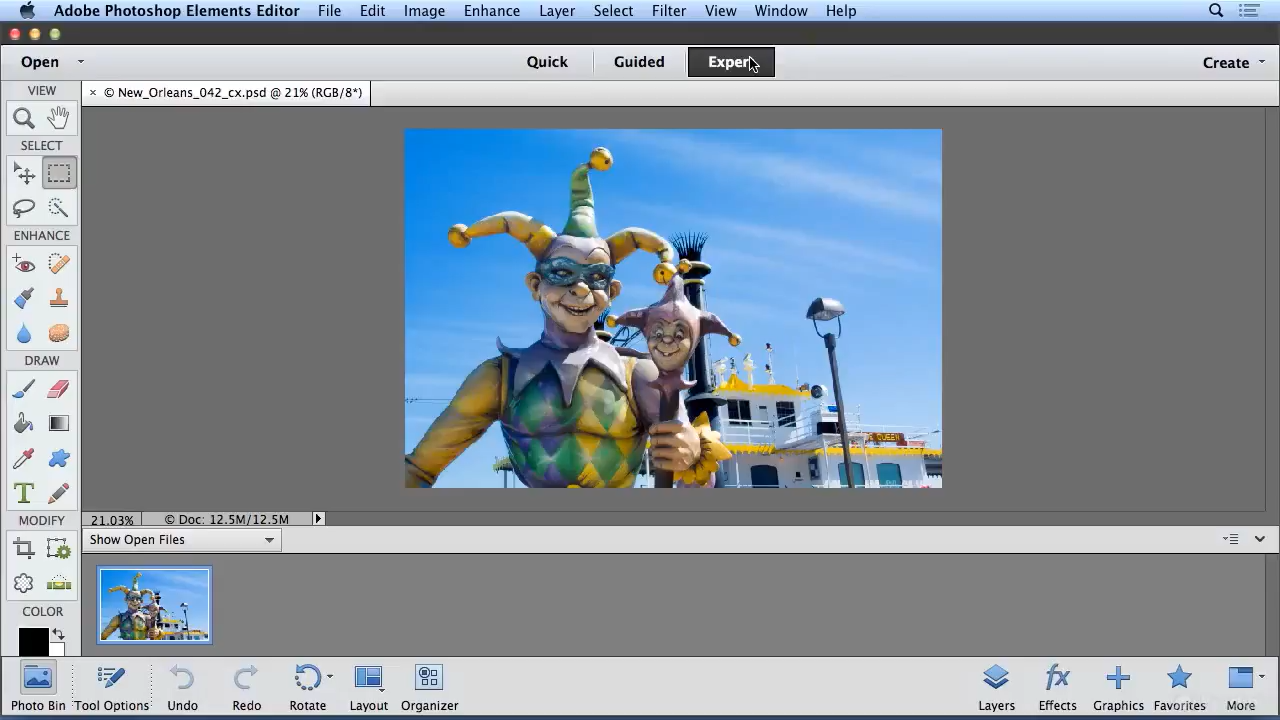 Adobe Photoshop Elements Editor File Edit Image Enhance Layer Select Filter View Window Help
Open Quick Guided Expert Create
VIEW
× © New_Orleans_042_cx.psd @ 21% (RGB/8*)
SELECT
ENHANCE
DRAW
QUEEN
T
MODIFY
21.03% © Doc: 12.5M/12.5M
Show Open Files
COLOR
fx
Photo Bin Tool Options Undo Redo Rotate Layout Organizer Layers Effects Graphics Favorites More